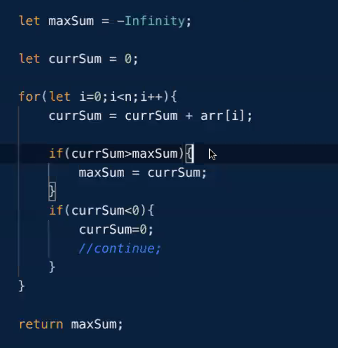 let maxSum = -Infinity;
let currSum = 0;
for(let i=0;i<n;i++){
currSum = currSum + arr[i];
if(currSum>maxSum){
maxSum = currSum;
}
if(currSum<0){
currSum=0;
//continue;
}
}
return maxSum;